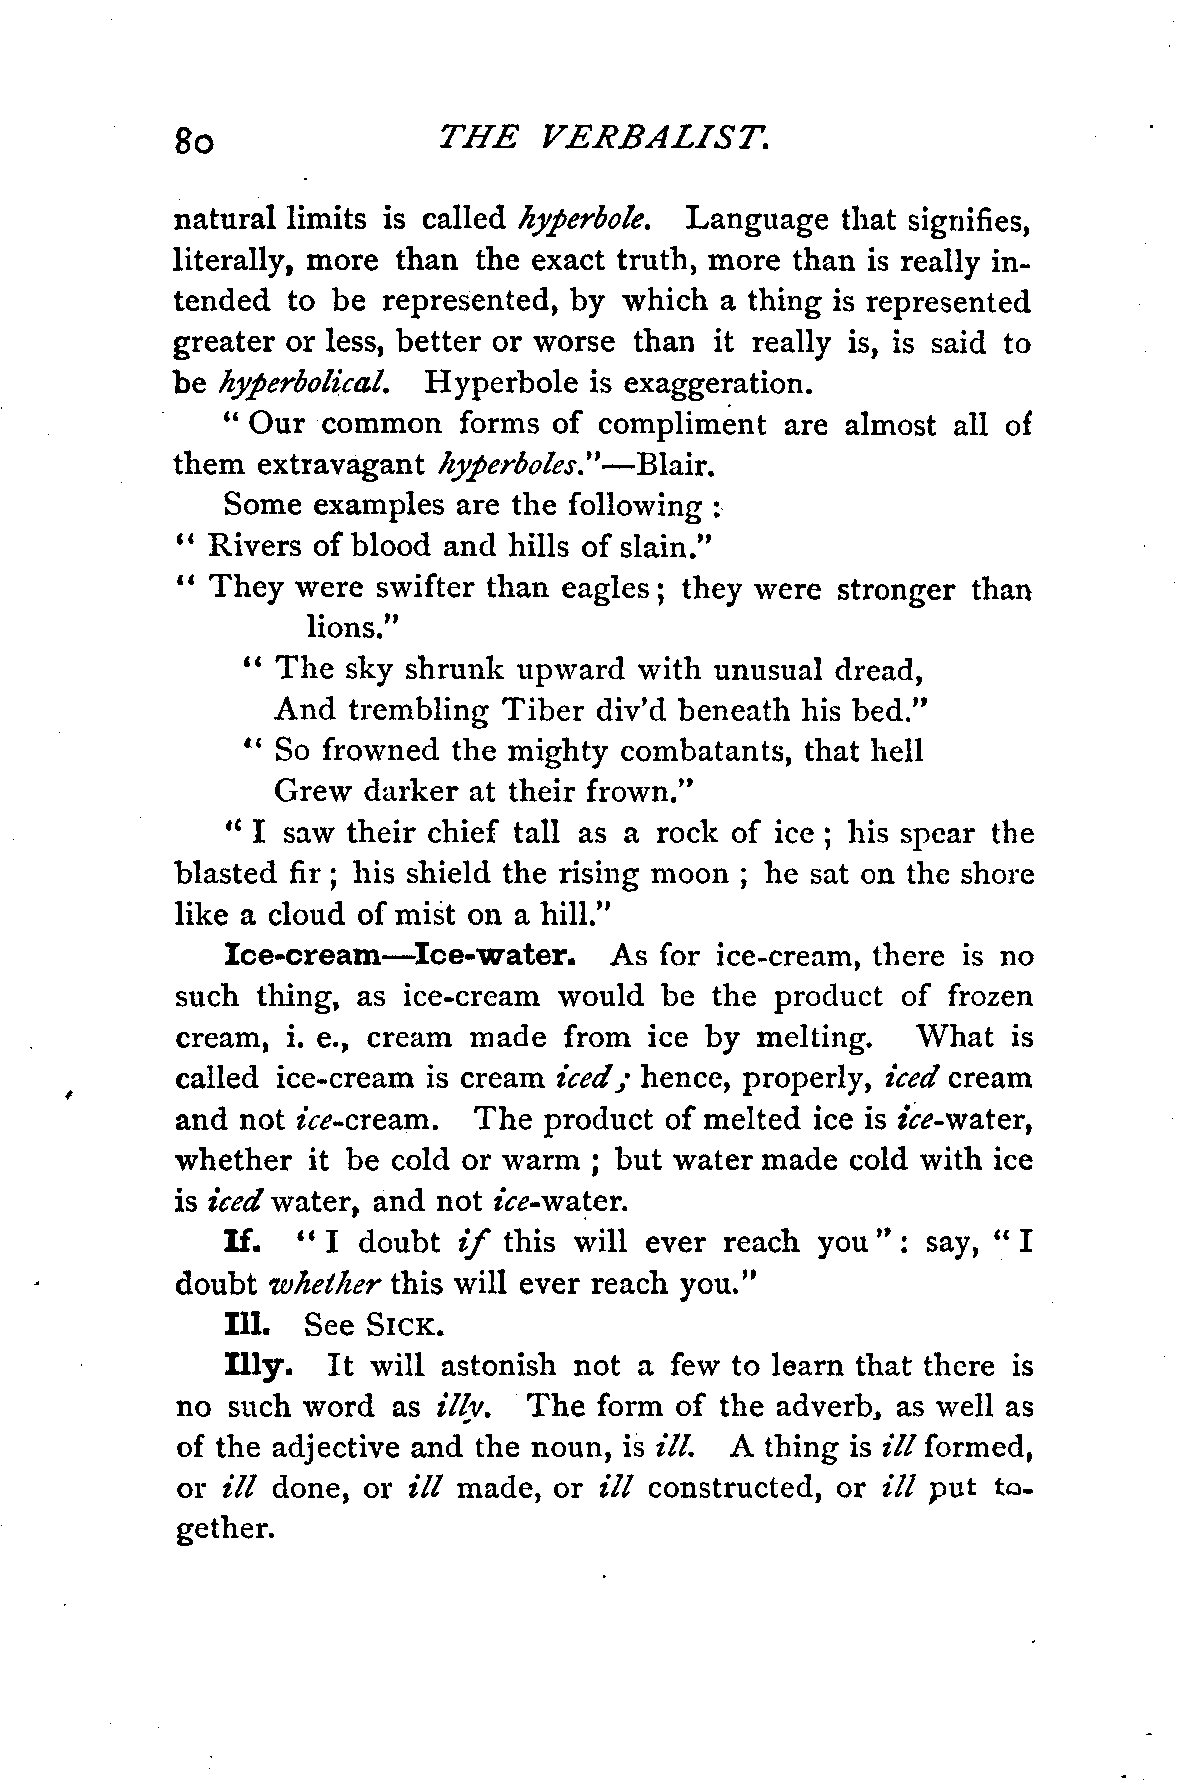 80 THE VERBALIST.
natural limits is called hyperbole. Language that signifies,
literally, more than the exact truth, more than is really in-
tended to be represented, by which a thing is represented
greater or less, better or worse than it really is, is said to
be hyperbolical. Hyperbole is exaggeration.
" Our common forms of compliment are almost all of
them extravagant hyperboles."—Blair.
Some examples are the following :
" Rivers of blood and hills of slain."
" They were swifter than eagles ; they were stronger than
lions."
" The sky shrunk upward with unusual dread,
And trembling Tiber div'd beneath his bed."
" So frowned the mighty combatants, that hell
Grew darker at their frown."
" I saw their chief tall as a rock of ice ; his spear the
blasted fir ; his shield the rising moon ; he sat on the shore
like a cloud of mist on a hill."
Ice-cream—Ice-water. As for ice-cream, there is no
such thing, as ice-cream would be the product of frozen
cream, i. e., cream made from ice by melting. What is
called ice-cream is cream iced; hence, properly, iced cream
and not ice-cream. The product of melted ice is ice-water,
whether it be cold or warm ; but water made cold with ice
is iced water, and not ice-water.
If. " I doubt if this will ever reach you " : say, " I
doubt whether this will ever reach you."
Ill. See SICK.
Illy. It will astonish not a few to learn that there is
no such word as illy. The form of the adverb, as well as
of the adjective and the noun, is ill. A thing is ill formed,
or ill done, or ill made, or ill constructed, or ill put to-
gether.